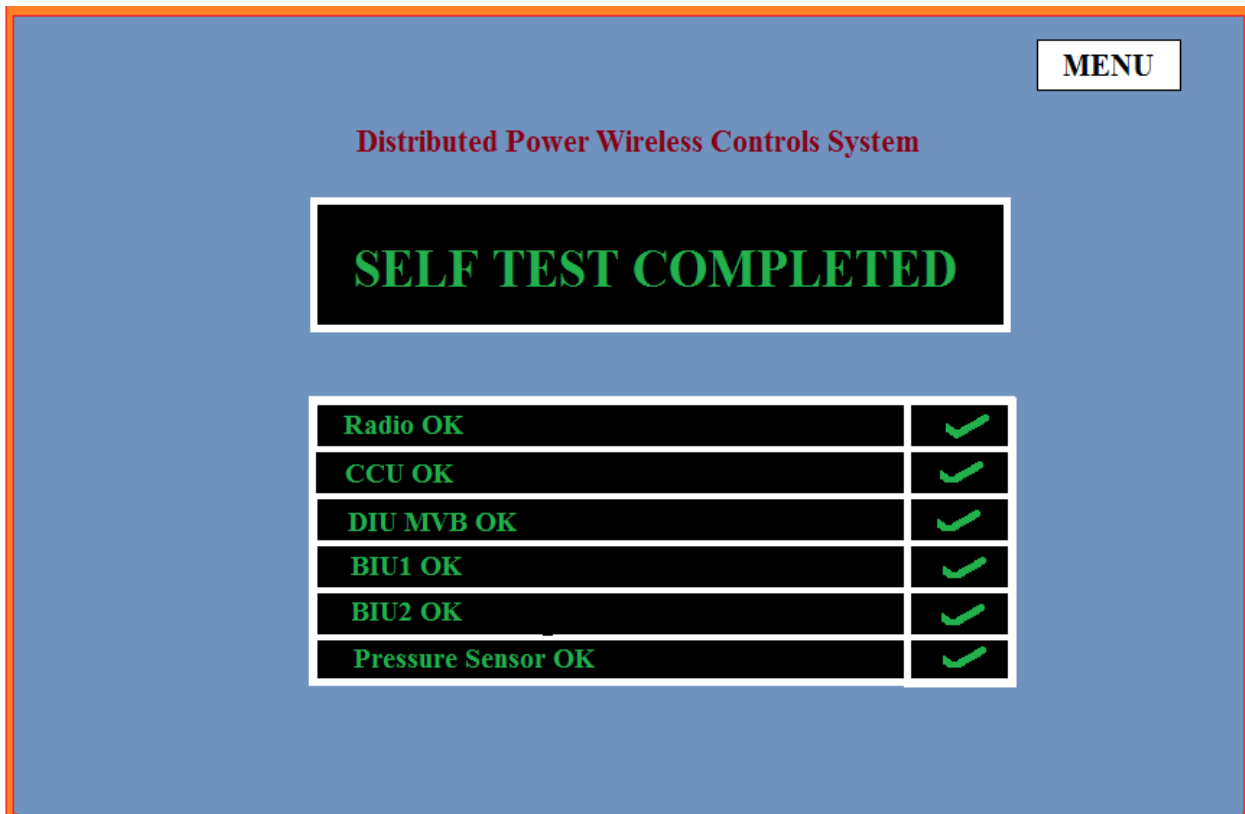 MENU
Distributed Power Wireless Controls System
SELF TEST COMPLETED
Radio OK
CCU OK
DIU MVB OK
BIU1 OK
BIU2 OK
Pressure Sensor OK